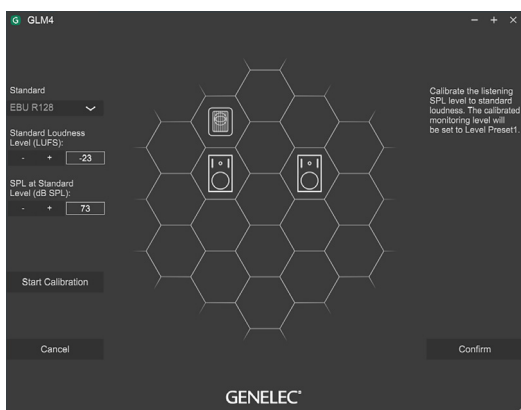 G GLM4
Standard
EBU R128
Standard Loudness
Level (LUFS):
- + -23
SPL at Standard
Level (dB SPL):
- + 73
Start Calibration
Cancel
Calibrate the listening
SPL level to standard
loudness. The calibrated
monitoring level will
be set to Level Preset1.
Confirm
GENELEC®